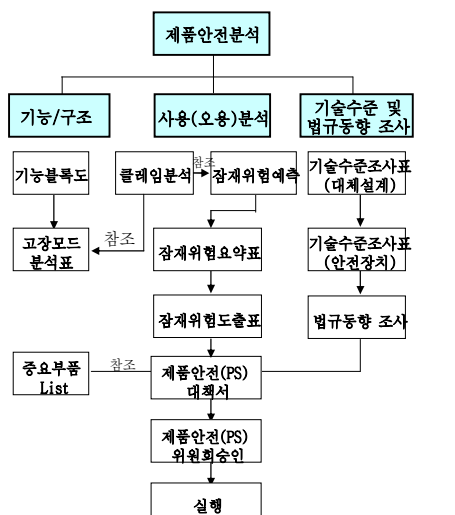 제품안전분석
기능/구조
사용(오용)분석
기술수준 및
법규동향 조사
기능블록도
클레임분석
참조
잠재위험예측
기술수준조사표
(대체설계)
고장모드
분석표
참조
잠재위험요약표
기술수준조사표
(안전장치)
잠재위험도출표
법규동향 조사
중요부품
List
참조
제품안전(PS)
대책서
제품안전(PS)
위원회승인
실행